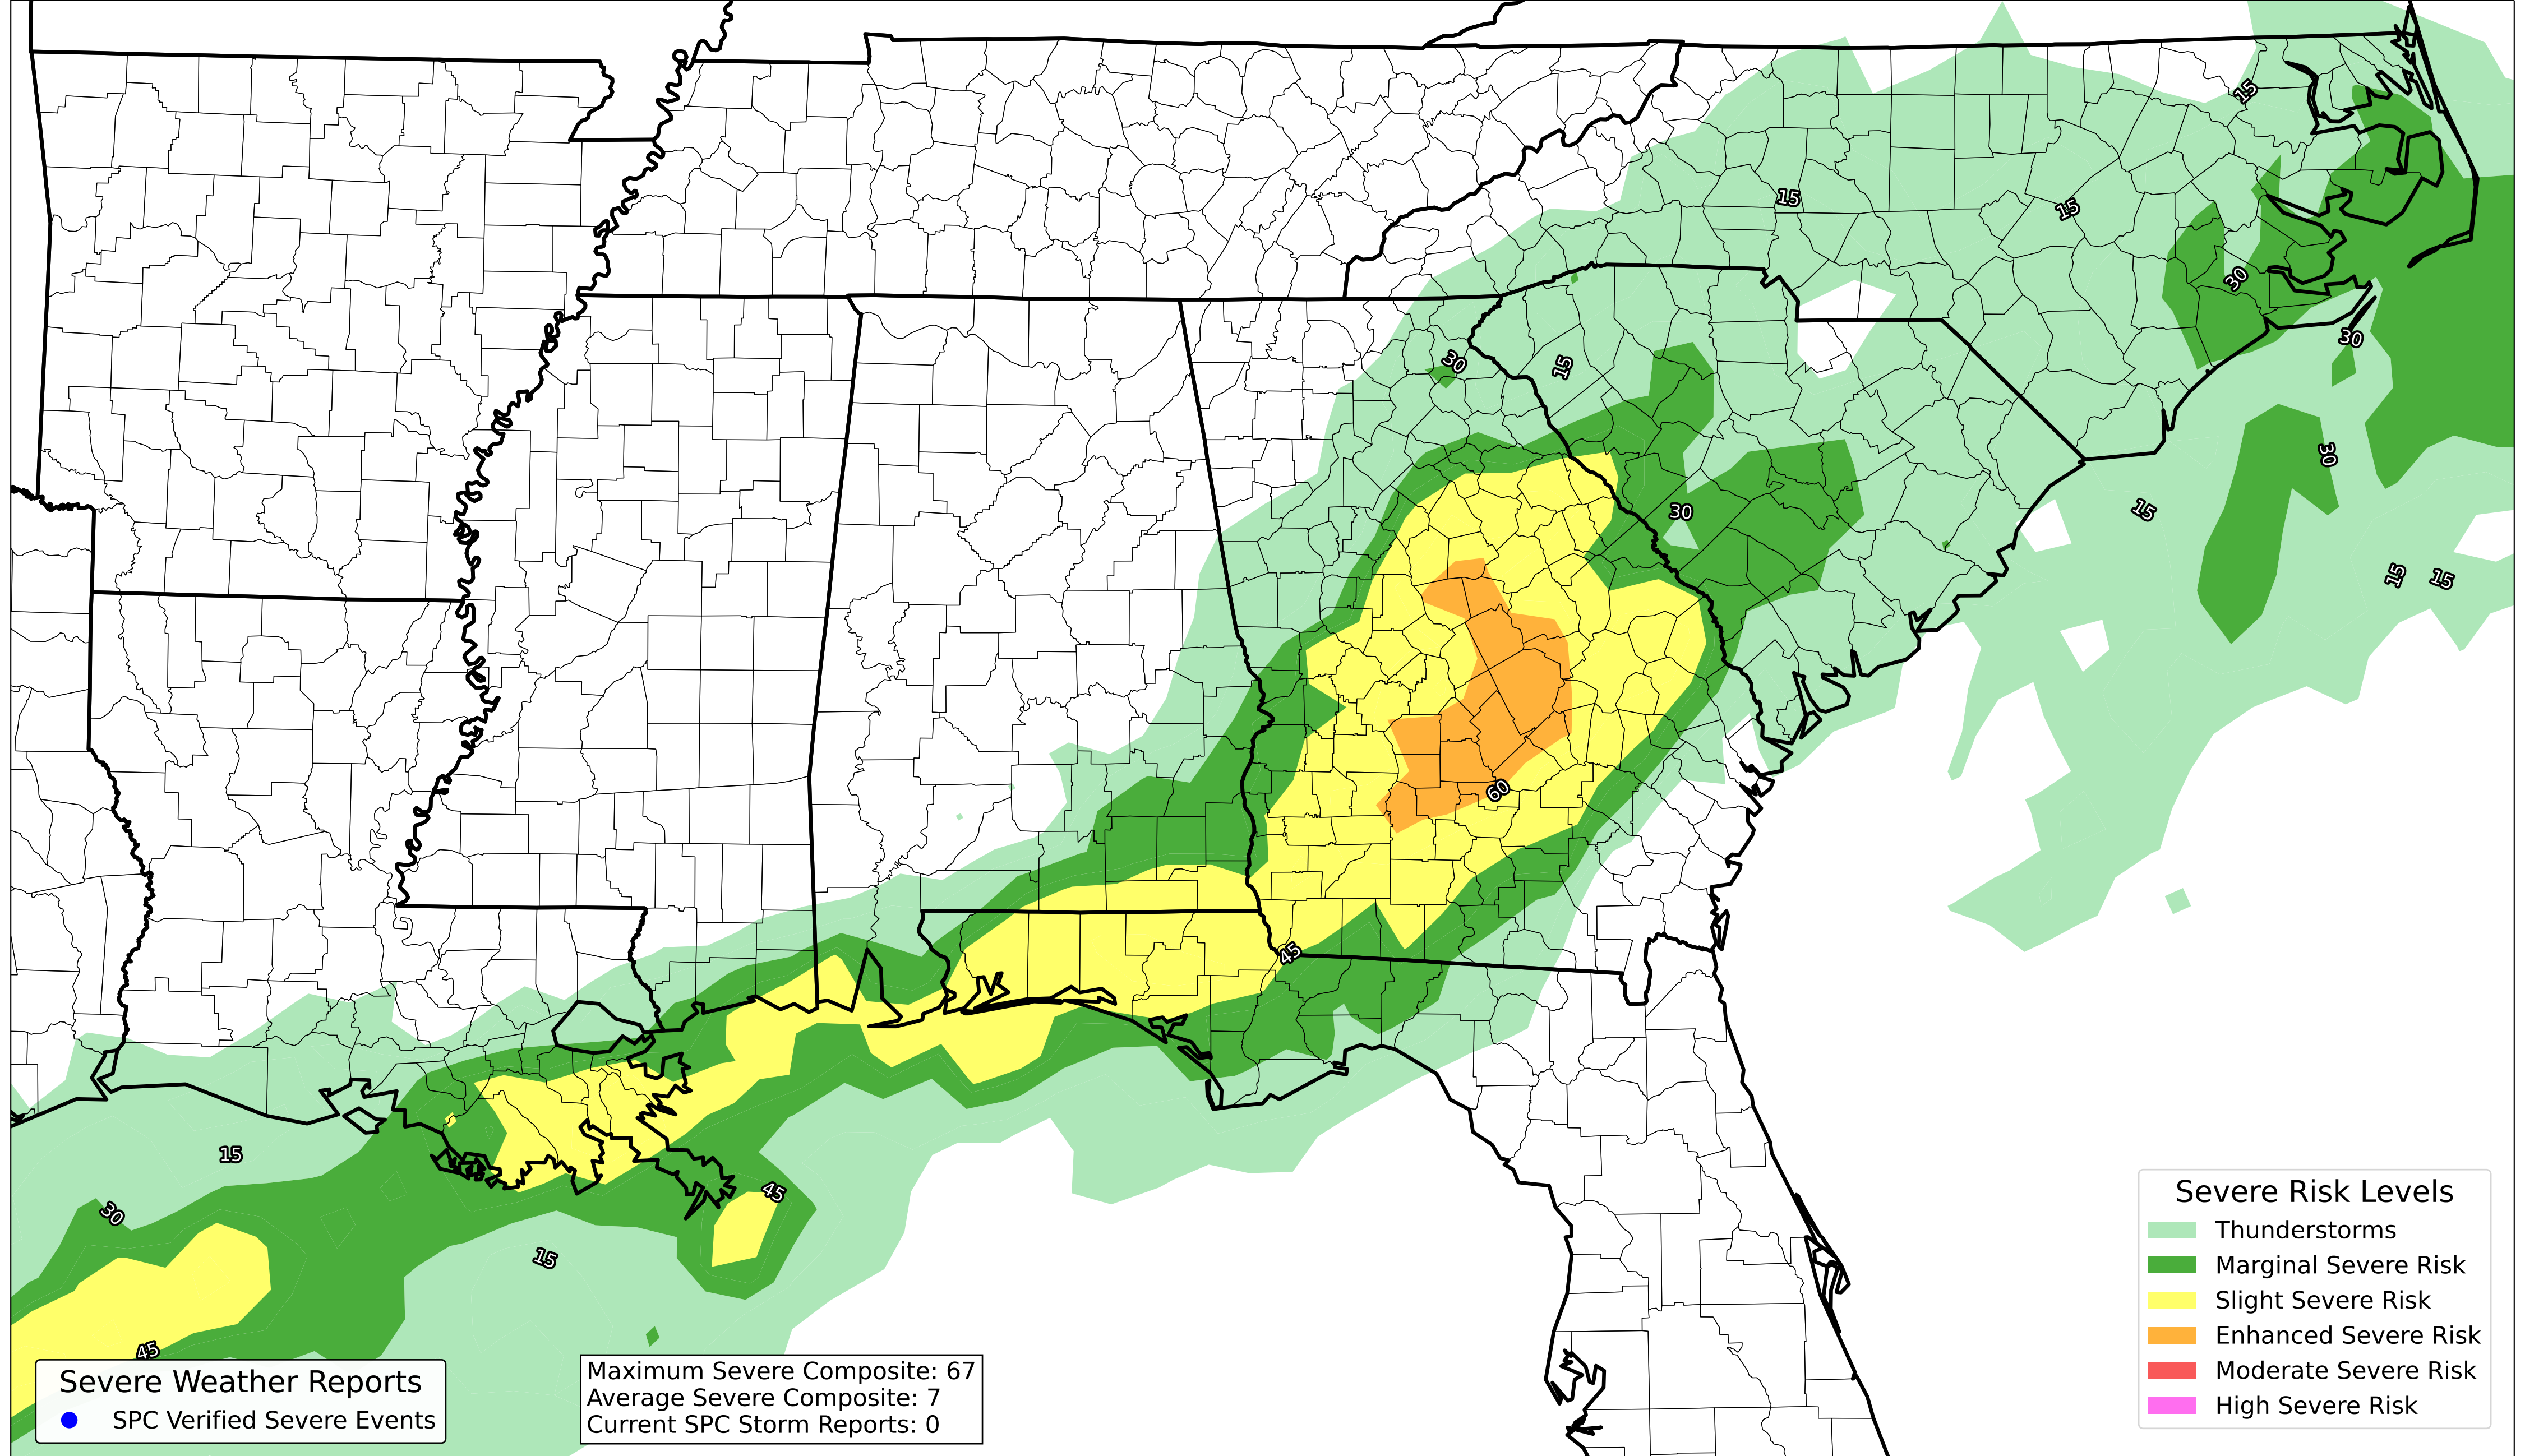 15
15
15
30
30
30
15
30
30
15
15
15
60
45
15
45
30
15
45
Severe Risk Levels
Thunderstorms
Marginal Severe Risk
Slight Severe Risk
Enhanced Severe Risk
Moderate Severe Risk
High Severe Risk
Severe Weather Reports
SPC Verified Severe Events
Maximum Severe Composite: 67
Average Severe Composite: 7
Current SPC Storm Reports: 0